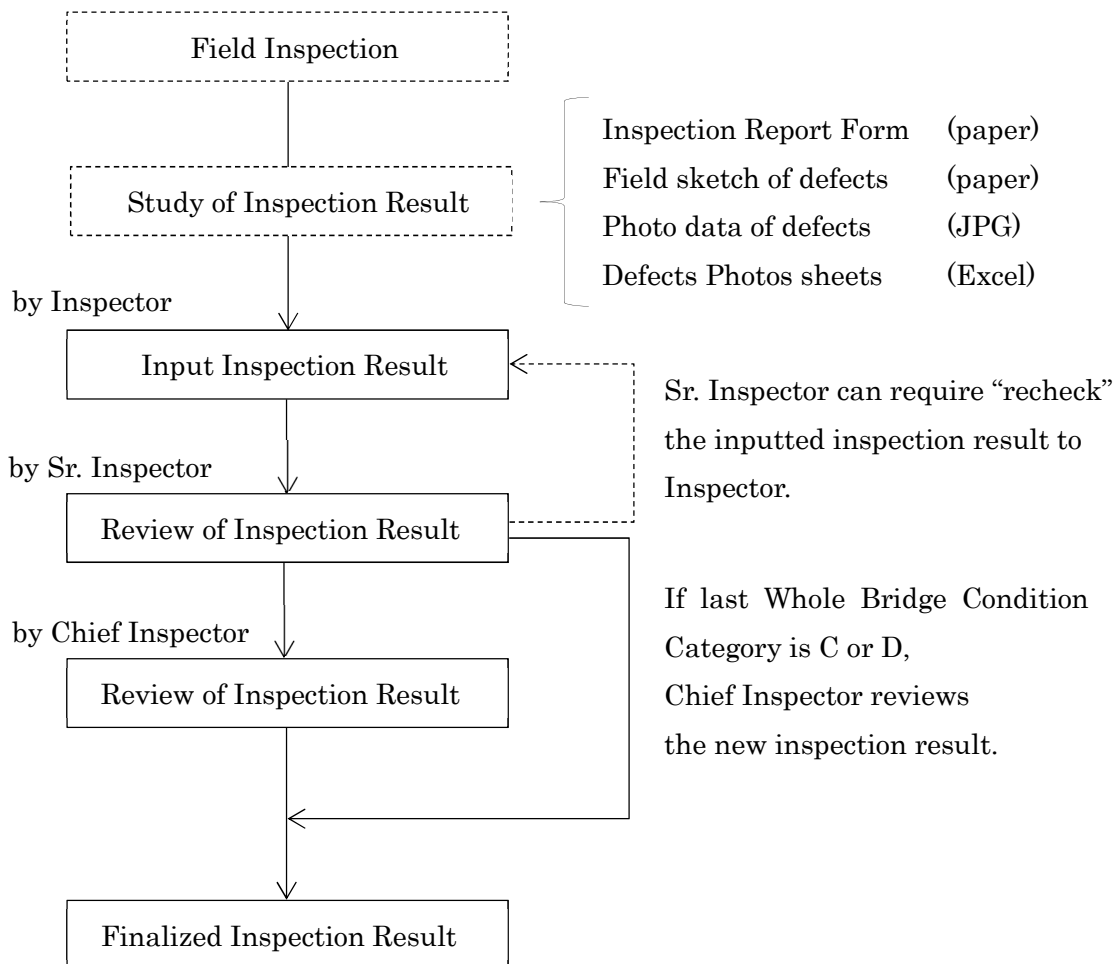 Field Inspection
Inspection Report Form (paper)
Field sketch of defects (paper)
Study of Inspection Result
Photo data of defects (JPG)
Defects Photos sheets (Excel)
by Inspector
Input Inspection Result
Sr. Inspector can require “recheck”
the inputted inspection result to
Inspector.
by Sr. Inspector
Review of Inspection Result
If last Whole Bridge Condition
Category is C or D,
Chief Inspector reviews
the new inspection result.
by Chief Inspector
Review of Inspection Result
Finalized Inspection Result